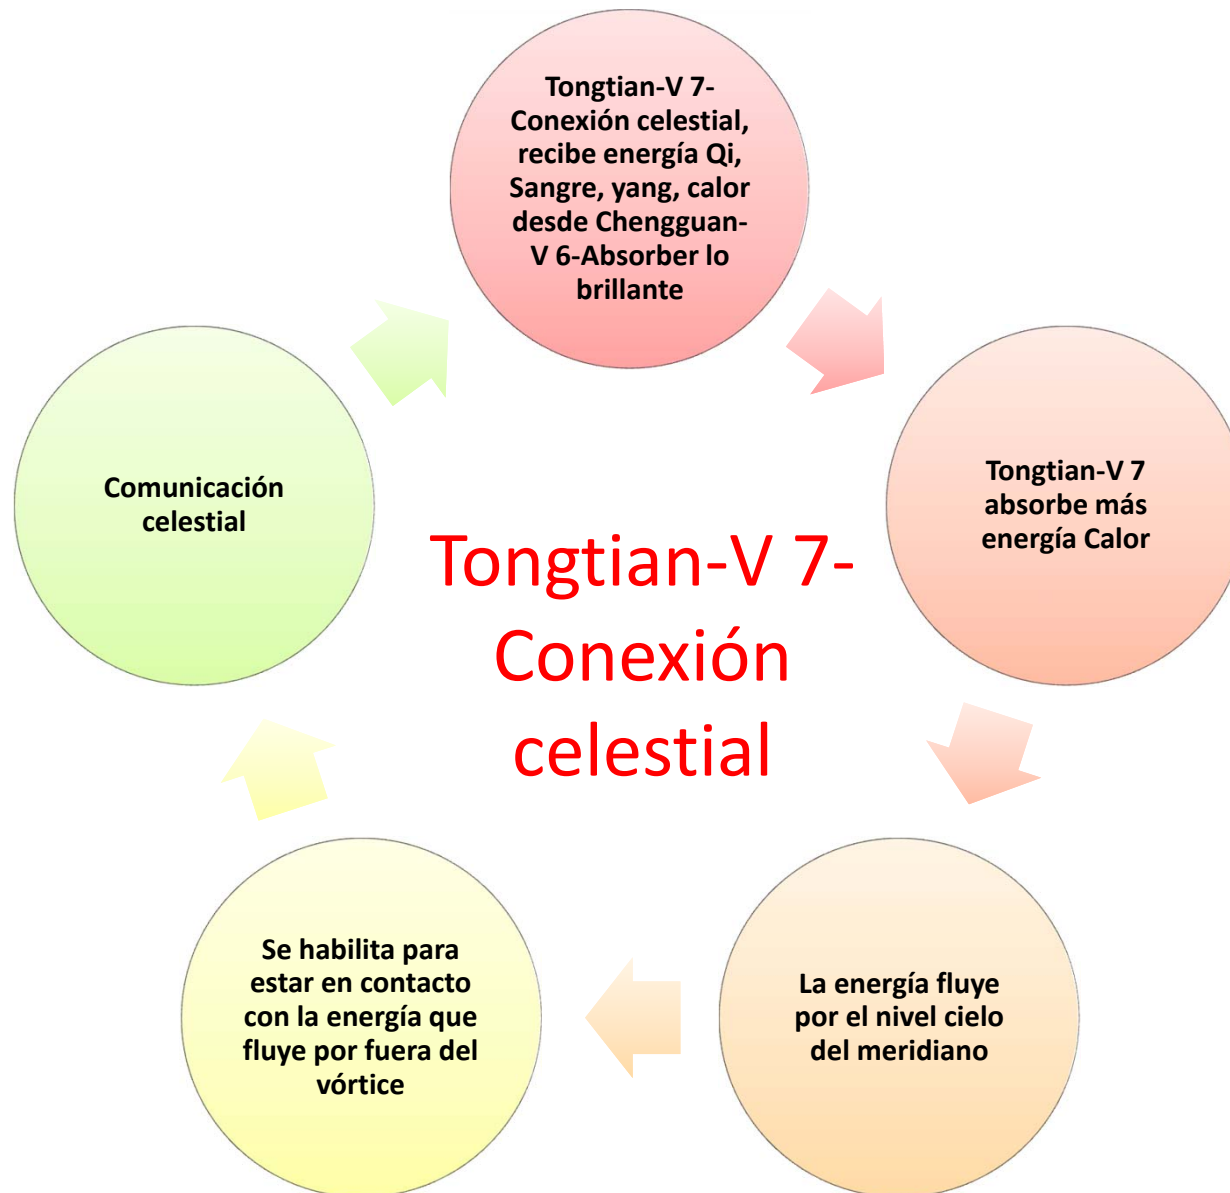 Tongtian-V 7-
Conexión celestial,
recibe energía Qi,
Sangre, yang, calor
desde Chengguan-
V 6-Absorber lo
brillante
Tongtian-V 7
absorbe más
energía Calor
La energía fluye
por el nivel cielo
del meridiano
Se habilita para
estar en contacto
con la energía que
fluye por fuera del
vórtice
Comunicación
celestial
Tongtian-V 7-
Conexión
celestial